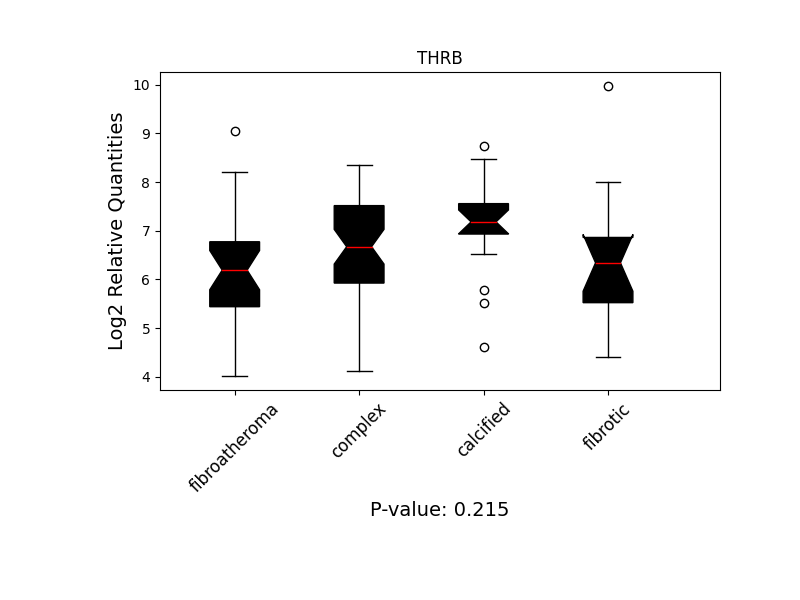 THRB
Log2 Relative Quantities
10
9
8
7
6
5
4
fibroatheroma
complex
calcified
fibrotic
P-value: 0.215